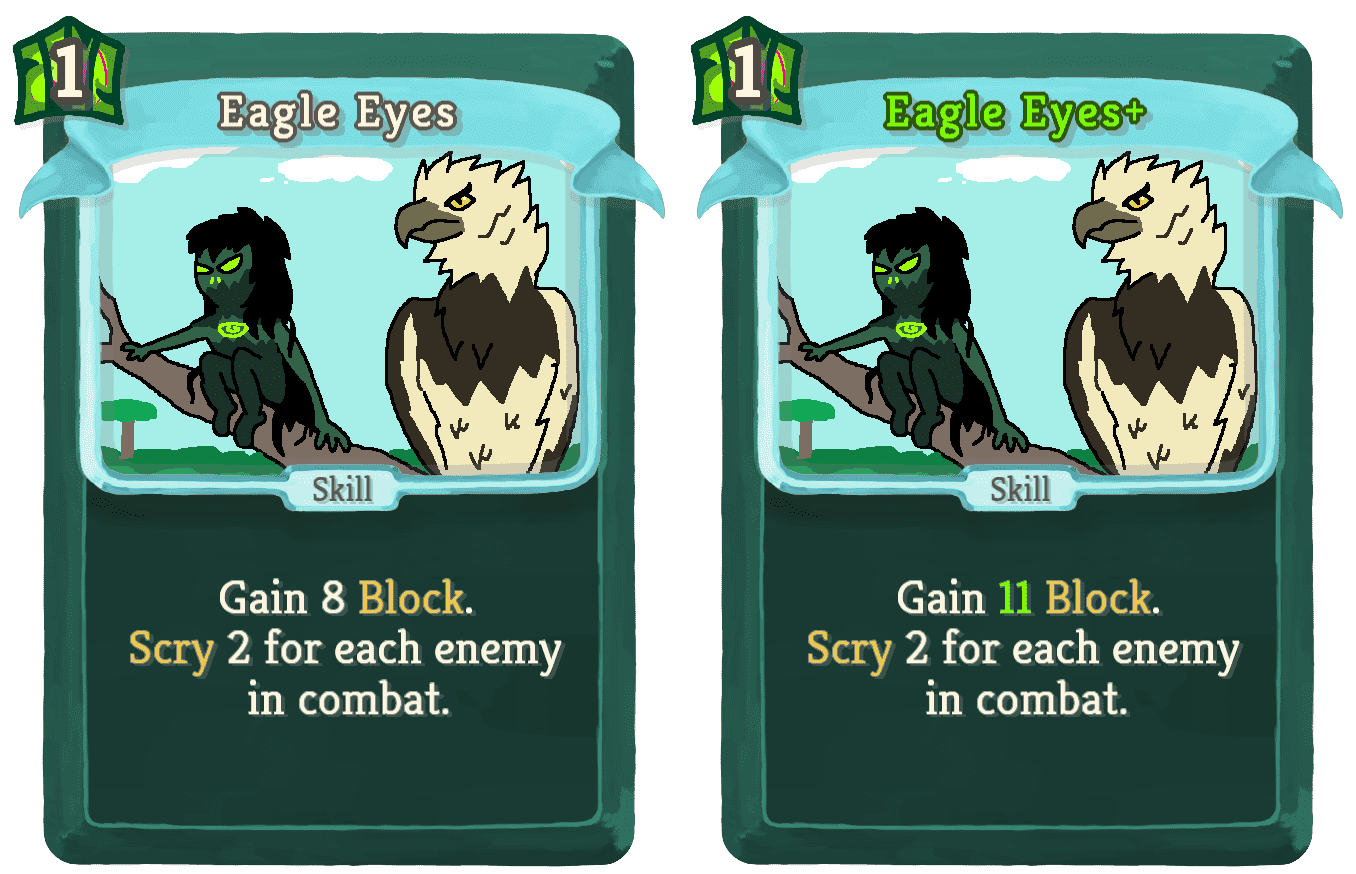 1
Eagle Eyes
Skill
Gain 8 Block.
Scry 2 for each enemy
in combat.
1
Eagle Eyes+
Skill
Gain 11 Block.
Scry 2 for each enemy
in combat.